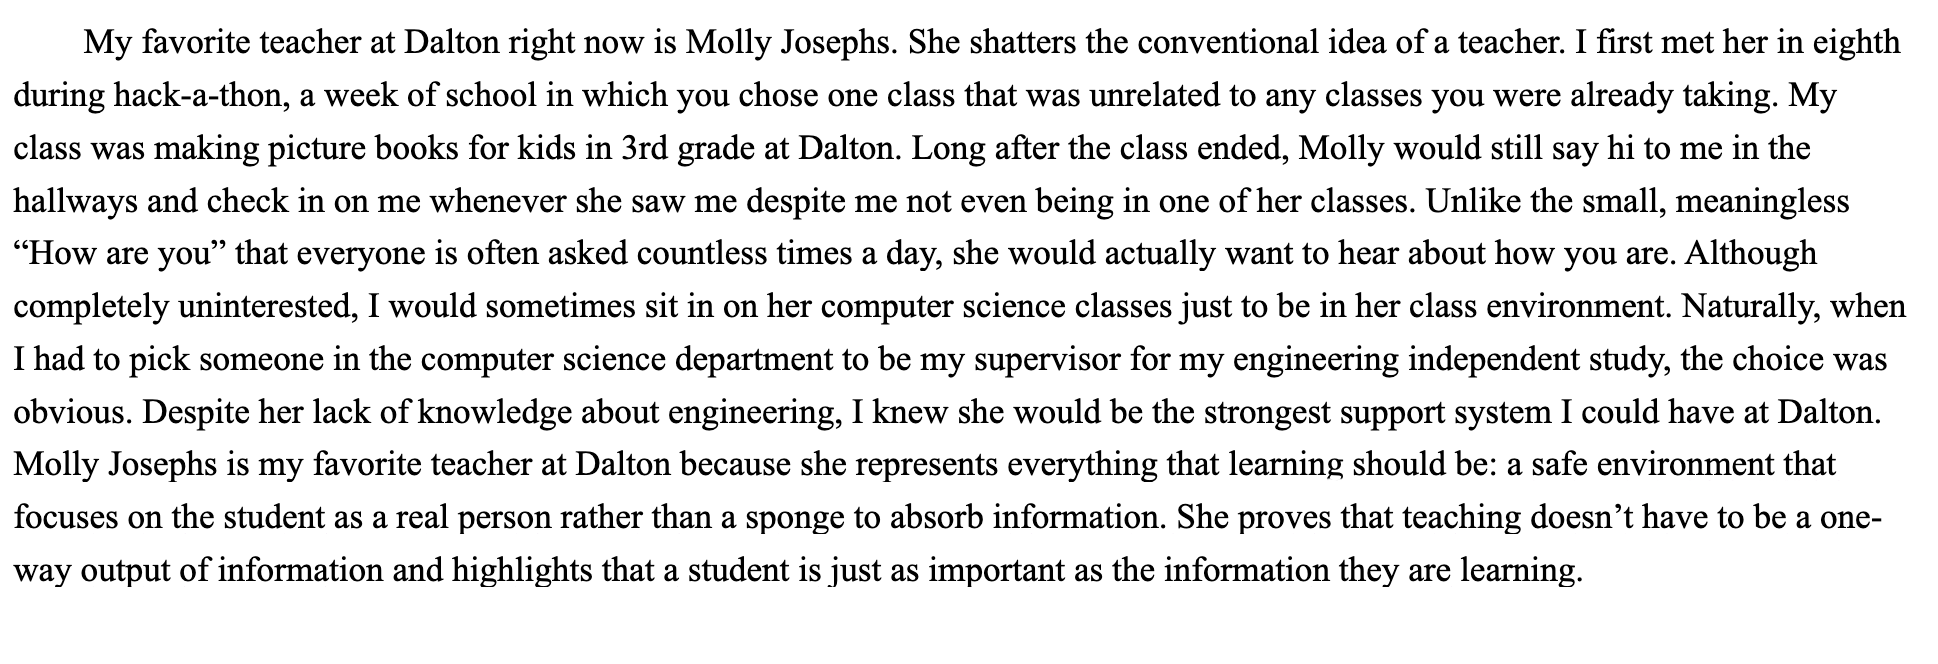 My favorite teacher at Dalton right now is Molly Josephs. She shatters the conventional idea of a teacher. I first met her in eighth
during hack-a-thon, a week of school in which you chose one class that was unrelated to any classes you were already taking. My
class was making picture books for kids in 3rd grade at Dalton. Long after the class ended, Molly would still say hi to me in the
hallways and check in on me whenever she saw me despite me not even being in one of her classes. Unlike the small, meaningless
“How are you” that everyone is often asked countless times a day, she would actually want to hear about how you are. Although
completely uninterested, I would sometimes sit in on her computer science classes just to be in her class environment. Naturally, when
I had to pick someone in the computer science department to be my supervisor for my engineering independent study, the choice was
obvious. Despite her lack of knowledge about engineering, I knew she would be the strongest support system I could have at Dalton.
Molly Josephs is my favorite teacher at Dalton because she represents everything that learning should be: a safe environment that
focuses on the student as a real person rather than a sponge to absorb information. She proves that teaching doesn’t have to be a one-
way output of information and highlights that a student is just as important as the information they are learning.